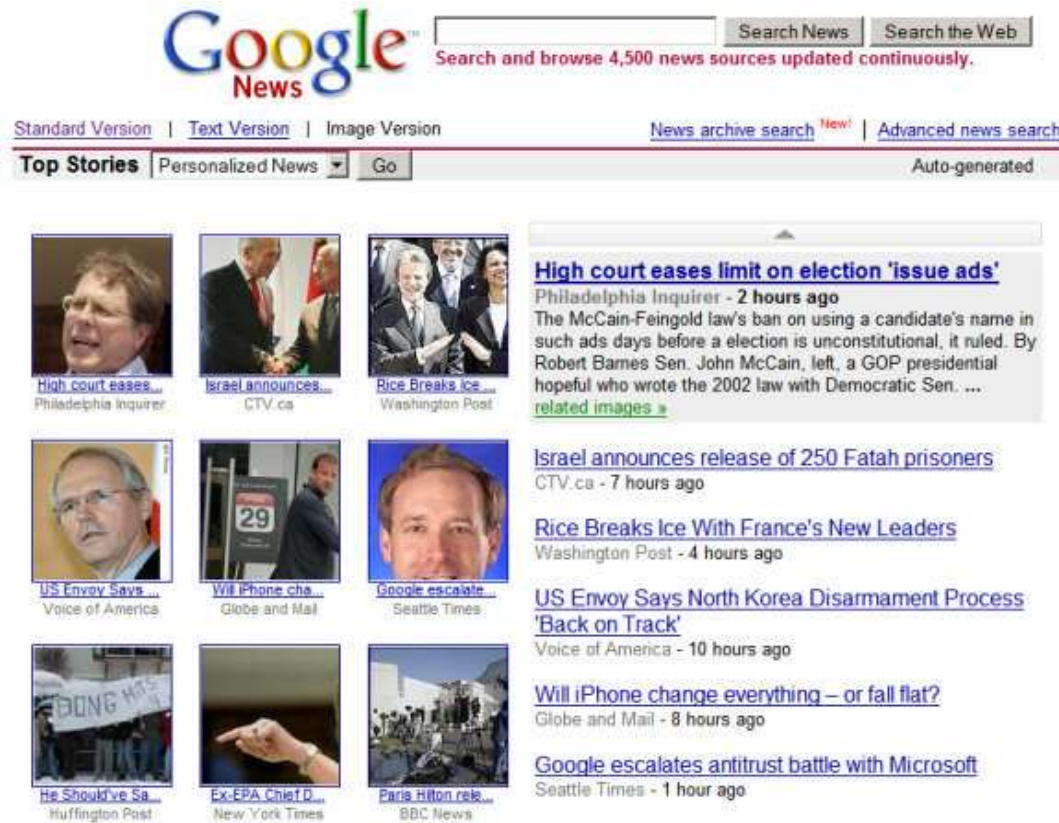 Google™
News
Search News
Search the Web
Search and browse 4,500 news sources updated continuously.
Standard Version | Text Version | Image Version
News archive search New! | Advanced news search
Top Stories Personalized News Go
Auto-generated
High court eases...
Philadelphia Inquirer
Israel announces...
CTV.ca
Rice Breaks Ice ...
Washington Post
29
US Envoy Says ...
Voice of America
Will iPhone cha...
Globe and Mail
Google escalate...
Seattle Times
BONG HITS
4
He Should've Sa...
Huffington Post
Ex-EPA Chief D...
New York Times
Paris Hilton rele...
BBC News
High court eases limit on election 'issue ads'
Philadelphia Inquirer - 2 hours ago
The McCain-Feingold law's ban on using a candidate's name in
such ads days before a election is unconstitutional, it ruled. By
Robert Barnes Sen. John McCain, left, a GOP presidential
hopeful who wrote the 2002 law with Democratic Sen. ...
related images »
Israel announces release of 250 Fatah prisoners
CTV.ca - 7 hours ago
Rice Breaks Ice With France's New Leaders
Washington Post - 4 hours ago
US Envoy Says North Korea Disarmament Process
'Back on Track'
Voice of America - 10 hours ago
Will iPhone change everything – or fall flat?
Globe and Mail - 8 hours ago
Google escalates antitrust battle with Microsoft
Seattle Times - 1 hour ago